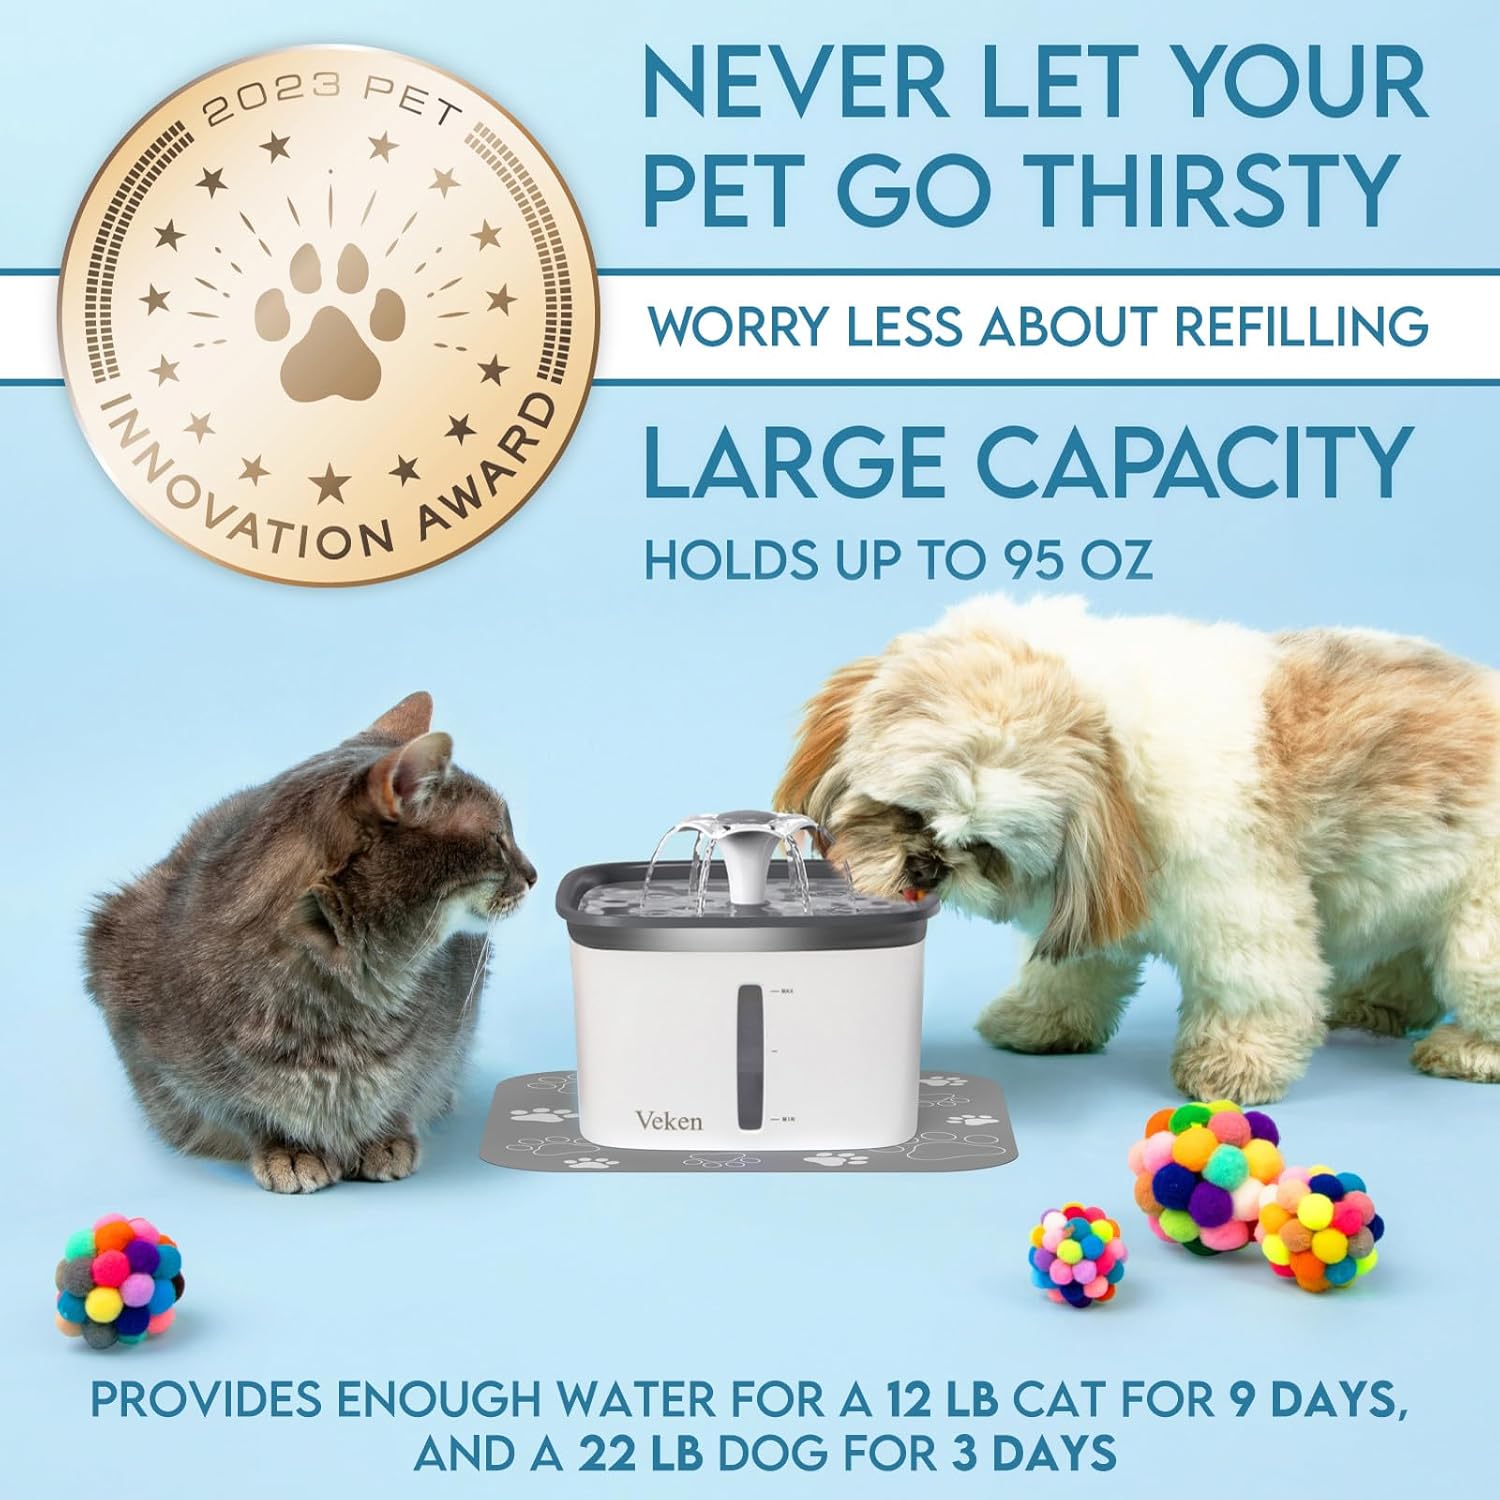 2023 PET
INNOVATION AWARD
NEVER LET YOUR
PET GO THIRSTY
WORRY LESS ABOUT REFILLING
LARGE CAPACITY
HOLDS UP TO 95 OZ
MAX
MIN
Veken
PROVIDES ENOUGH WATER FOR A 12 LB CAT FOR 9 DAYS,
AND A 22 LB DOG FOR 3 DAYS